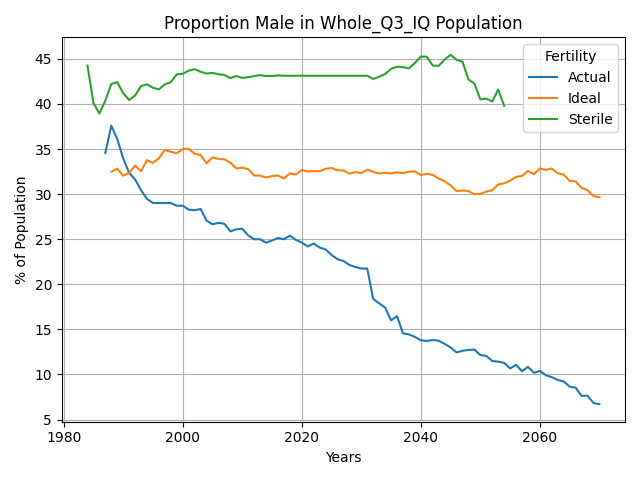 Proportion Male in Whole_Q3_IQ Population
% of Population
45
40
35
30
25
20
15
10
5
Fertility
Actual
Ideal
Sterile
1980 2000 2020 2040 2060
Years